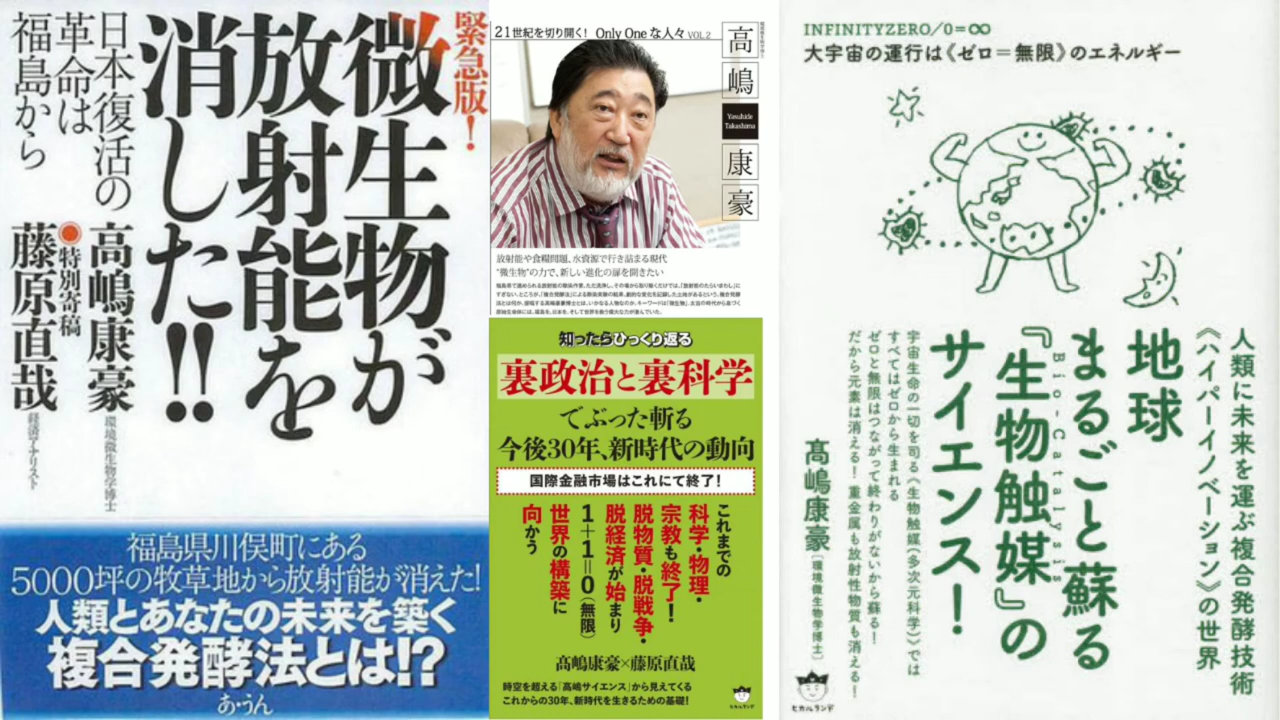 緊急版！
微生物が
放射能を
消した!!
日本復活の
革命は
福島から
高嶋康豪
環境微生物学博士
●特別寄稿
藤原直哉
経済アナリスト
福島県川俣町にある
5000坪の牧草地から放射能が消えた!
人類とあなたの未来を築く
複合発酵法とは!?
あ・うん
21世紀を切り開く! Only Oneな人々 VOL 2
高
嶋
Yasuhide
Takashima
康
豪
放射能や食糧問題、水資源で行き詰まる現代
"微生物"の力で、新しい進化の扉を開きたい
知ったらひっくり返る
裏政治と裏科学
でぶった斬る
今後30年、新時代の動向
国際金融市場はこれにて終了！
これまでの
科学・物理・
宗教も終了！
脱物質・脱戦争・
脱経済が始まり
1+1=0（無限）
世界の構築に
向かう
高嶋康豪×藤原直哉
時空を超える「高嶋サイエンス」から見えてくる
これからの30年、新時代を生きるための基礎!
ヒカルランド
INFINITYZERO/0=∞
大宇宙の運行は《ゼロ＝無限》のエネルギー
人類に未来を運ぶ複合発酵技術
《ハイパーイノベーション》の世界
地球
まるごと蘇る
『生物触媒』の
Bio-Catalysis
サイエンス！
宇宙生命の一切を司る《生物触媒（多次元科学）》では
すべてはゼロから生まれる
ゼロと無限はつながって終わりがないから蘇る！
だから元素は消える！ 重金属も放射性物質も消える！
髙嶋康豪［環境微生物学博士］
ヒカルランド